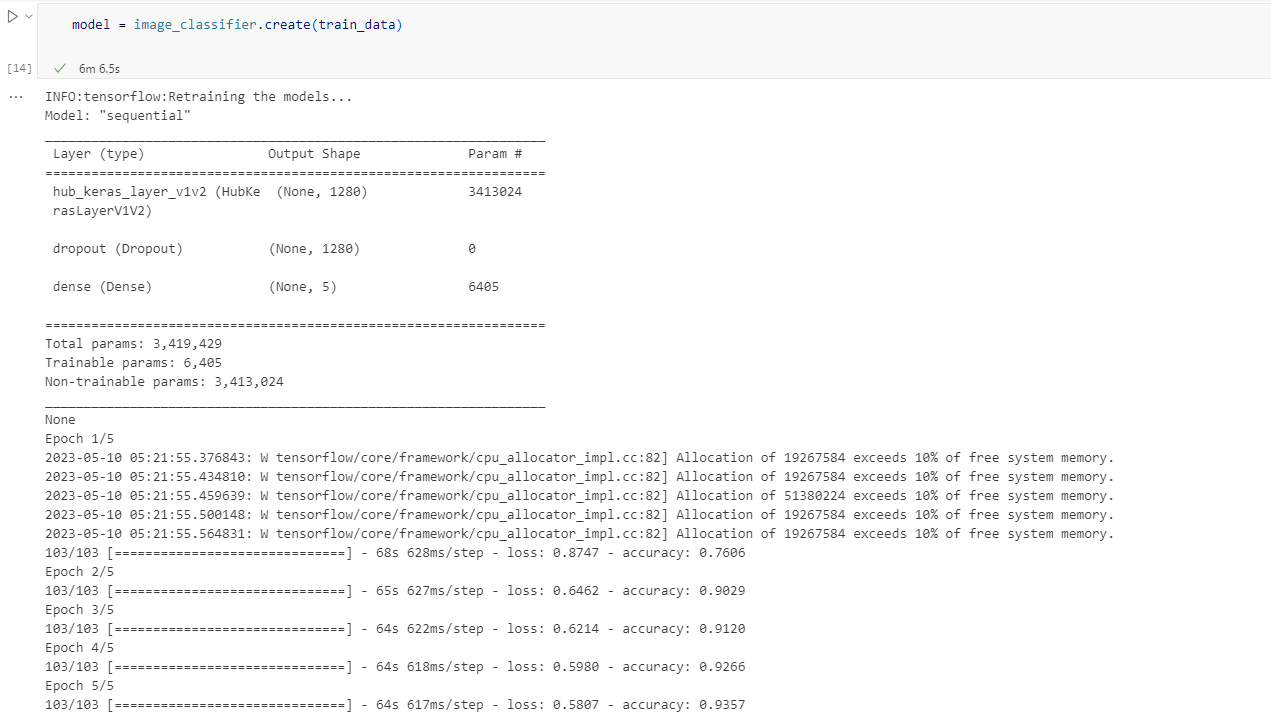 model = image_classifier.create(train_data)
[14]
6m 6.5s
...
INFO:tensorflow:Retraining the models...
Model: "sequential"
_________________________________________________________________
Layer (type) Output Shape Param #
=================================================================
hub_keras_layer_v1v2 (HubKe (None, 1280) 3413024
rasLayerV1V2)
dropout (Dropout) (None, 1280) 0
dense (Dense) (None, 5) 6405
=================================================================
Total params: 3,419,429
Trainable params: 6,405
Non-trainable params: 3,413,024
_________________________________________________________________
None
Epoch 1/5
2023-05-10 05:21:55.376843: W tensorflow/core/framework/cpu_allocator_impl.cc:82] Allocation of 19267584 exceeds 10% of free system memory.
2023-05-10 05:21:55.434810: W tensorflow/core/framework/cpu_allocator_impl.cc:82] Allocation of 19267584 exceeds 10% of free system memory.
2023-05-10 05:21:55.459639: W tensorflow/core/framework/cpu_allocator_impl.cc:82] Allocation of 51380224 exceeds 10% of free system memory.
2023-05-10 05:21:55.500148: W tensorflow/core/framework/cpu_allocator_impl.cc:82] Allocation of 19267584 exceeds 10% of free system memory.
2023-05-10 05:21:55.564831: W tensorflow/core/framework/cpu_allocator_impl.cc:82] Allocation of 19267584 exceeds 10% of free system memory.
103/103 [==============================] - 68s 628ms/step - loss: 0.8747 - accuracy: 0.7606
Epoch 2/5
103/103 [==============================] - 65s 627ms/step - loss: 0.6462 - accuracy: 0.9029
Epoch 3/5
103/103 [==============================] - 64s 622ms/step - loss: 0.6214 - accuracy: 0.9120
Epoch 4/5
103/103 [==============================] - 64s 618ms/step - loss: 0.5980 - accuracy: 0.9266
Epoch 5/5
103/103 [==============================] - 64s 617ms/step - loss: 0.5807 - accuracy: 0.9357